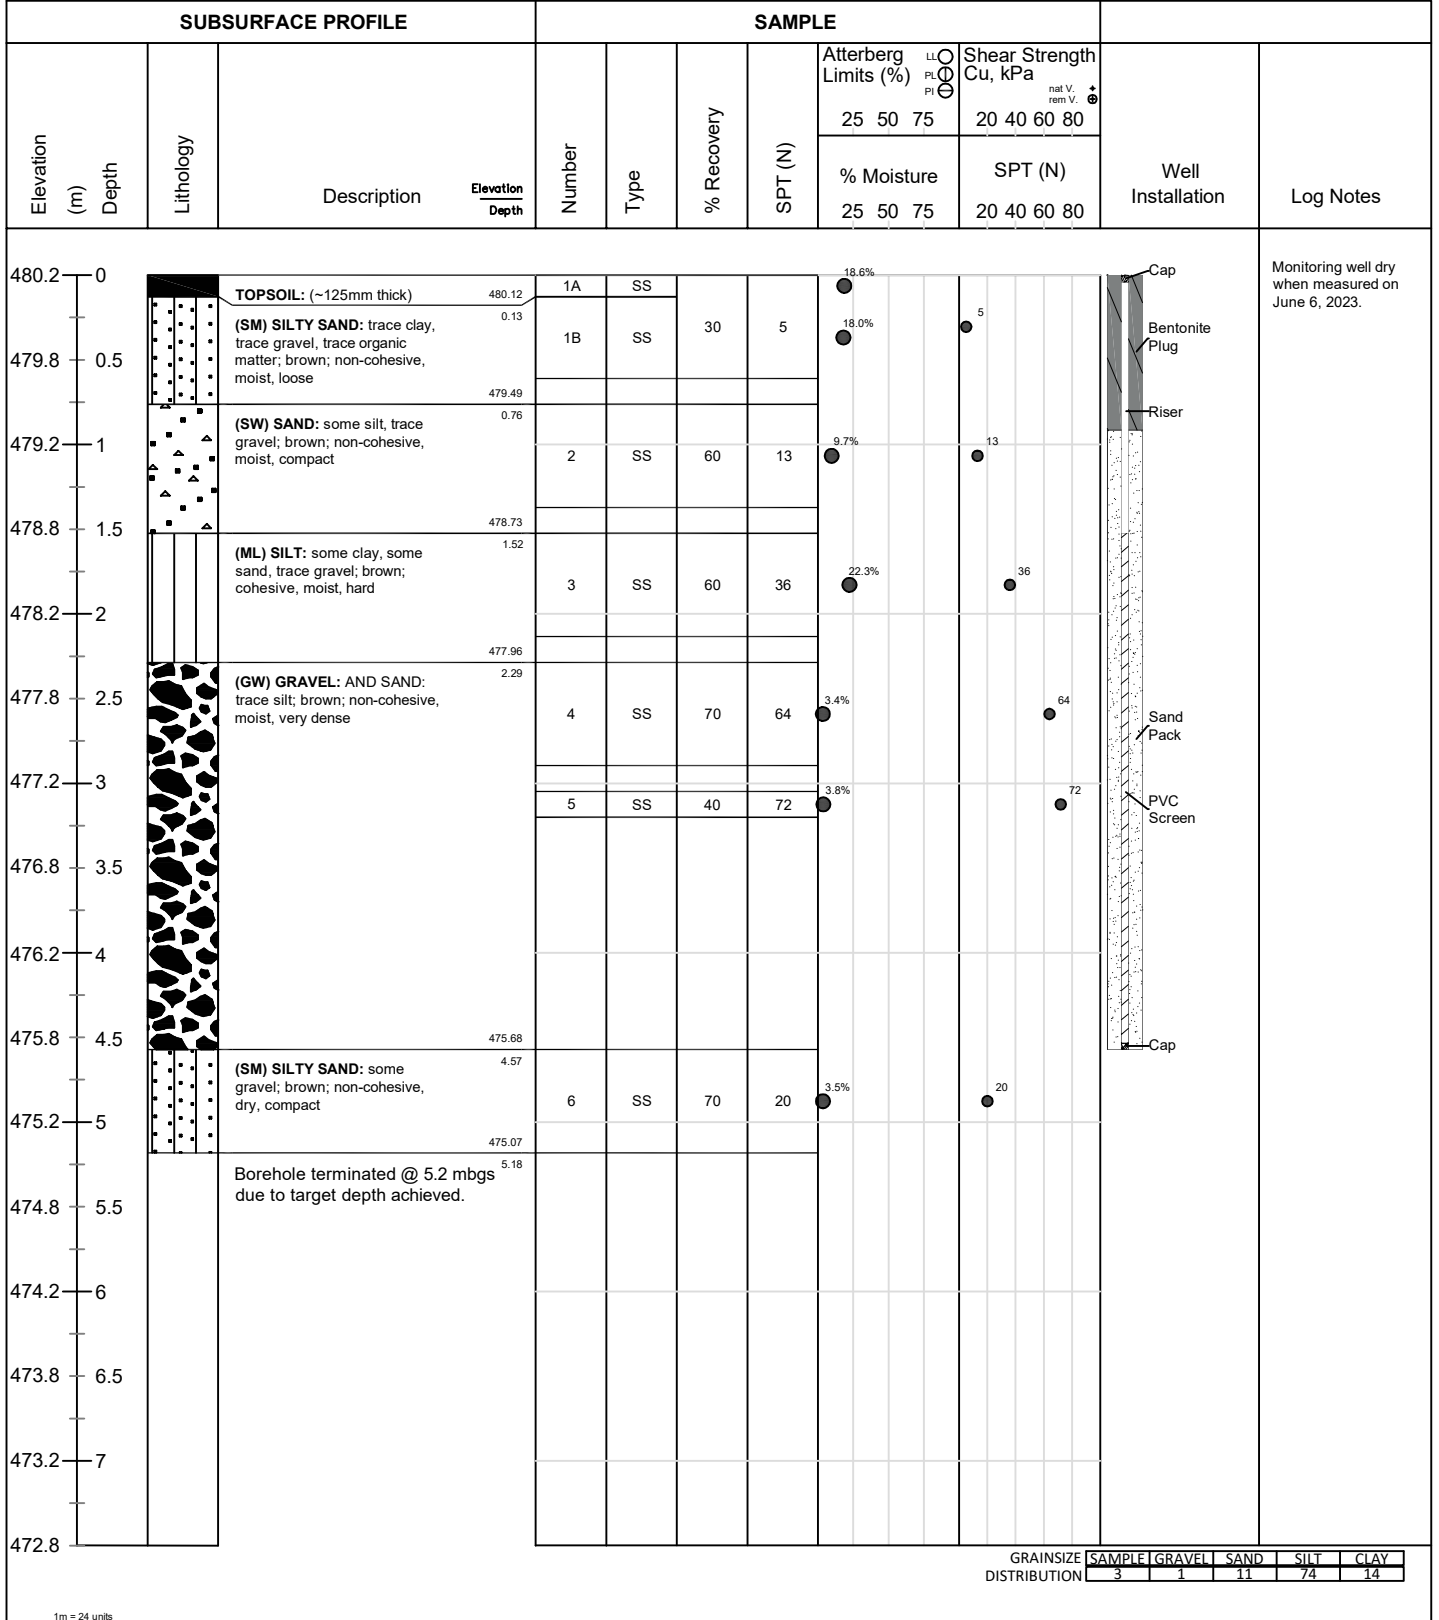 SUBSURFACE PROFILE
SAMPLE
Elevation
(m)
Depth
Lithology
Description
Elevation
Depth
Number
Type
% Recovery
SPT (N)
Atterberg
Limits (%)
LL
PL
PI
25 50 75
% Moisture
25 50 75
Shear Strength
Cu, kPa
nat V.
rem V.
20 40 60 80
SPT (N)
20 40 60 80
Well
Installation
Log Notes
480.2 0
479.8 0.5
479.2 1
478.8 1.5
478.2 2
477.8 2.5
477.2 3
476.8 3.5
476.2 4
475.8 4.5
475.2 5
474.8 5.5
474.2 6
473.8 6.5
473.2 7
472.8
TOPSOIL: (~125mm thick) 480.12
0.13
(SM) SILTY SAND: trace clay,
trace gravel, trace organic
matter; brown; non-cohesive,
moist, loose
479.49
0.76
(SW) SAND: some silt, trace
gravel; brown; non-cohesive,
moist, compact
478.73
1.52
(ML) SILT: some clay, some
sand, trace gravel; brown;
cohesive, moist, hard
477.96
2.29
(GW) GRAVEL: AND SAND:
trace silt; brown; non-cohesive,
moist, very dense
475.68
4.57
(SM) SILTY SAND: some
gravel; brown; non-cohesive,
dry, compact
475.07
5.18
Borehole terminated @ 5.2 mbgs
due to target depth achieved.
1A SS 18.6%
1B SS 30 5 18.0% 5
2 SS 60 13 9.7% 13
3 SS 60 36 22.3% 36
4 SS 70 64 3.4% 64
5 SS 40 72 3.8% 72
6 SS 70 20 3.5% 20
Cap
Bentonite
Plug
Riser
Sand
Pack
PVC
Screen
Cap
Monitoring well dry
when measured on
June 6, 2023.
GRAINSIZE
DISTRIBUTION
SAMPLE GRAVEL SAND SILT CLAY
3 1 11 74 14
1m = 24 units